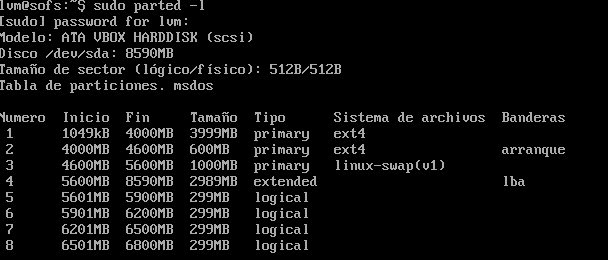 lvm@sofs:~$ sudo parted -l
[sudo] password for lvm:
Modelo: ATA VBOX HARDDISK (scsi)
Disco /dev/sda: 8590MB
Tamaño de sector (lógico/físico): 512B/512B
Tabla de particiones. msdos
Numero Inicio Fin Tamaño Tipo Sistema de archivos Banderas
1 1049kB 4000MB 3999MB primary ext4
2 4000MB 4600MB 600MB primary ext4 arranque
3 4600MB 5600MB 1000MB primary linux-swap(v1)
4 5600MB 8590MB 2989MB extended lba
5 5601MB 5900MB 299MB logical
6 5901MB 6200MB 299MB logical
7 6201MB 6500MB 299MB logical
8 6501MB 6800MB 299MB logical